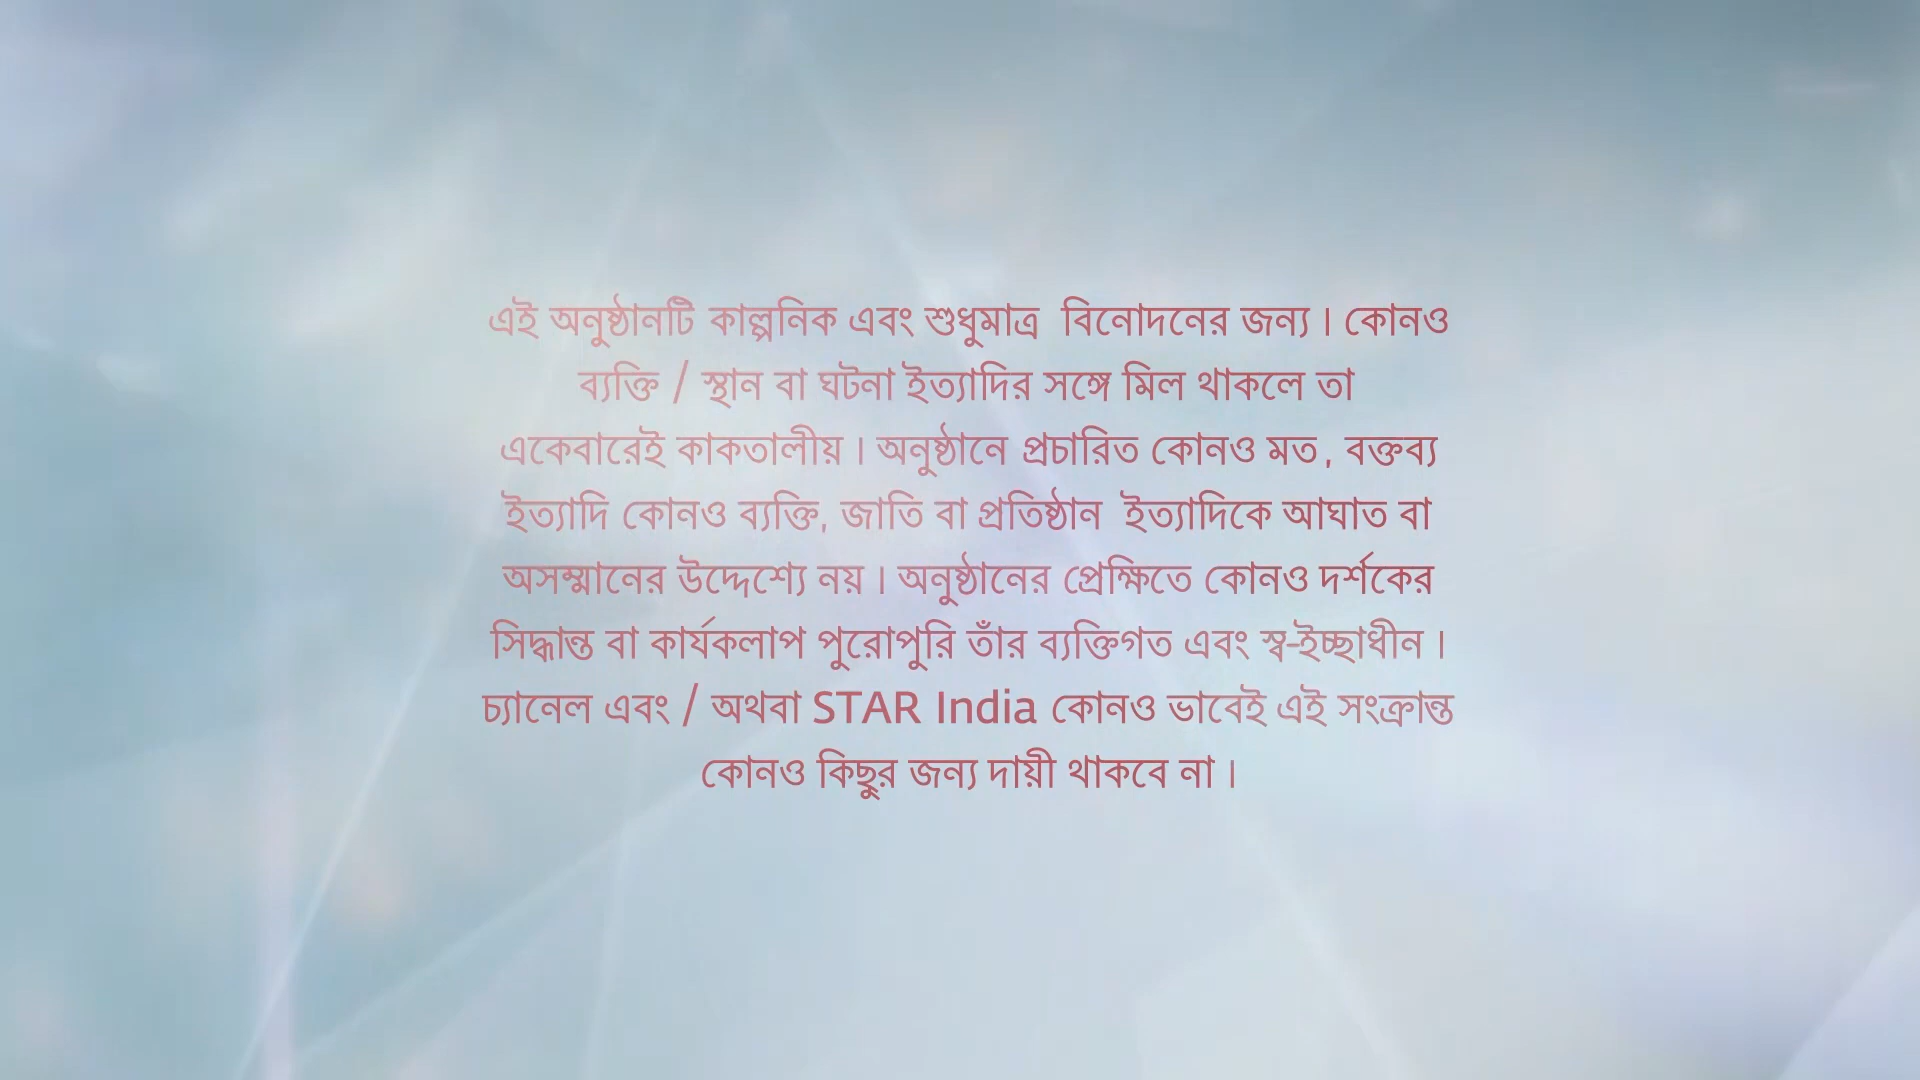 এই অনুষ্ঠানটি কাল্পনিক এবং শুধুমাত্র বিনোদনের জন্য । কোনও
ব্যক্তি / স্থান বা ঘটনা ইত্যাদির সঙ্গে মিল থাকলে তা
একেবারেই কাকতালীয় । অনুষ্ঠানে প্রচারিত কোনও মত , বক্তব্য
ইত্যাদি কোনও ব্যক্তি, জাতি বা প্রতিষ্ঠান ইত্যাদিকে আঘাত বা
অসম্মানের উদ্দেশ্যে নয় । অনুষ্ঠানের প্রেক্ষিতে কোনও দর্শকের
সিদ্ধান্ত বা কার্যকলাপ পুরোপুরি তাঁর ব্যক্তিগত এবং স্ব-ইচ্ছাধীন ।
চ্যানেল এবং / অথবা STAR India কোনও ভাবেই এই সংক্রান্ত
কোনও কিছুর জন্য দায়ী থাকবে না ।